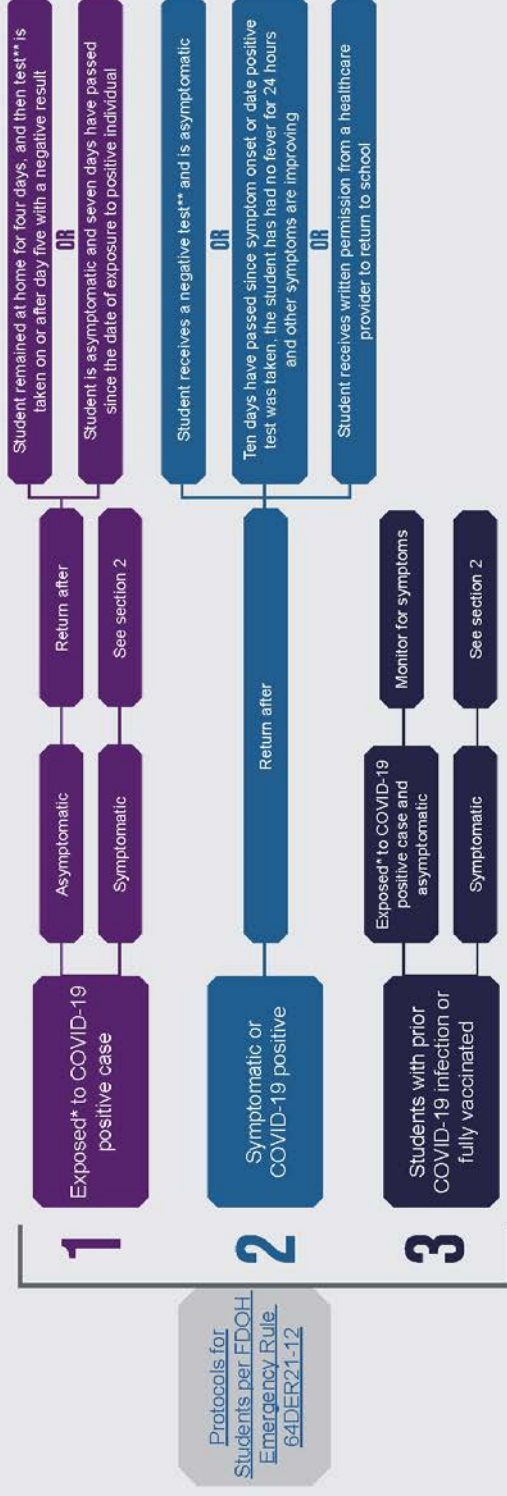 Protocols for
Students per FDOH
Emergency Rule
64DER21-12
1
Exposed* to COVID-19
positive case
Asymptomatic
Return after
Student remained at home for four days, and then test** is
taken on or after day five with a negative result
OR
Student is asymptomatic and seven days have passed
since the date of exposure to positive individual
Symptomatic
See section 2
2
Symptomatic or
COVID-19 positive
Return after
Student receives a negative test** and is asymptomatic
OR
Ten days have passed since symptom onset or date positive
test was taken, the student has had no fever for 24 hours
and other symptoms are improving
OR
Student receives written permission from a healthcare
provider to return to school
3
Students with prior
COVID-19 infection or
fully vaccinated
Exposed* to COVID-19
positive case and
asymptomatic
Monitor for symptoms
Symptomatic
See section 2